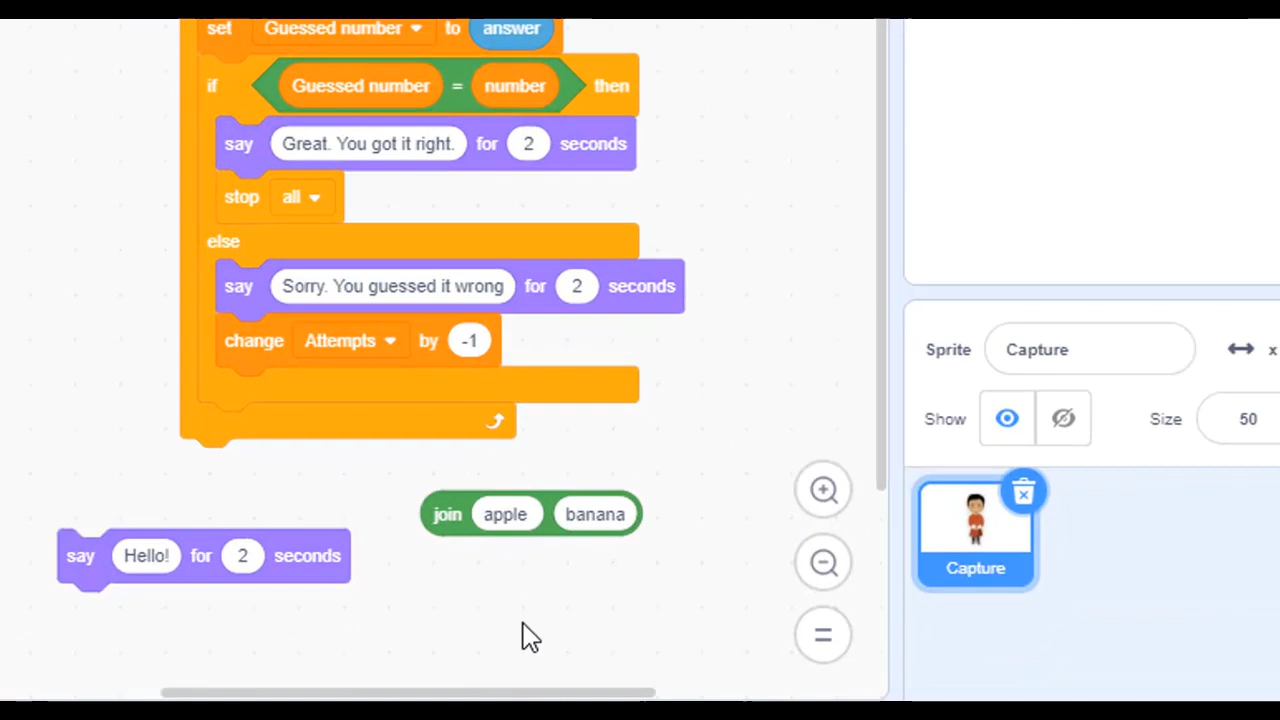 set Guessed number to answer
if Guessed number = number then
say Great. You got it right. for 2 seconds
stop all
else
say Sorry. You guessed it wrong for 2 seconds
change Attempts by -1
join apple banana
say Hello! for 2 seconds
Sprite Capture x
Show Size 50
Capture